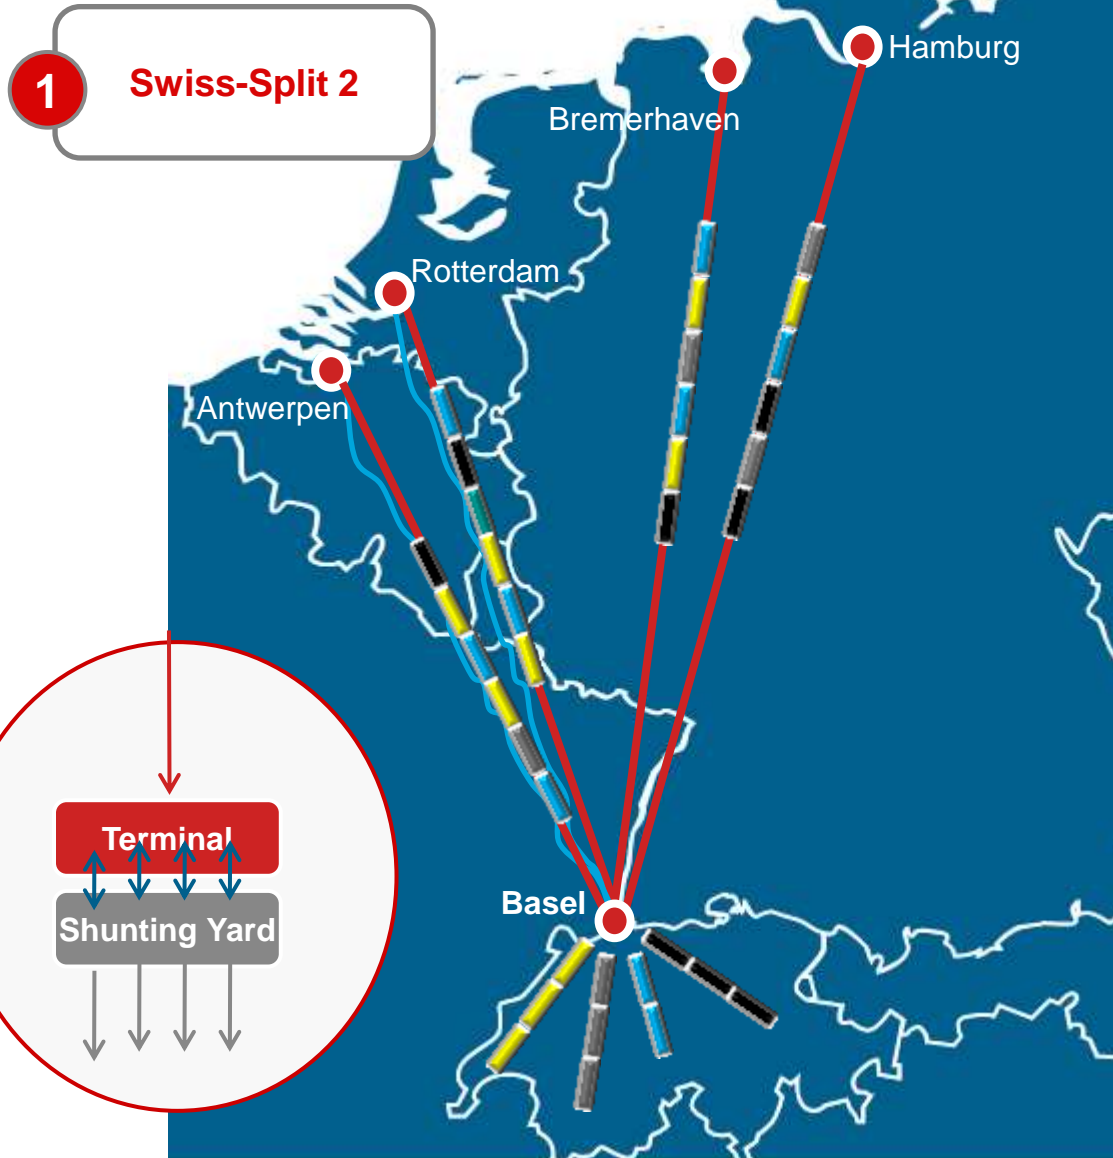 1
Swiss-Split 2
Hamburg
Bremerhaven
Rotterdam
Antwerpen
Terminal
Shunting Yard
Basel